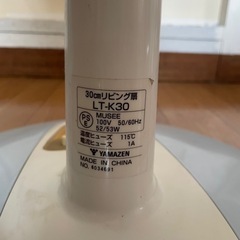 30cmリビング扇
LT-K30
MUSEE
PSE
100V 50/60Hz
52/53W
温度ヒューズ 115℃
電流ヒューズ 1A
YAMAZEN
MADE IN CHINA